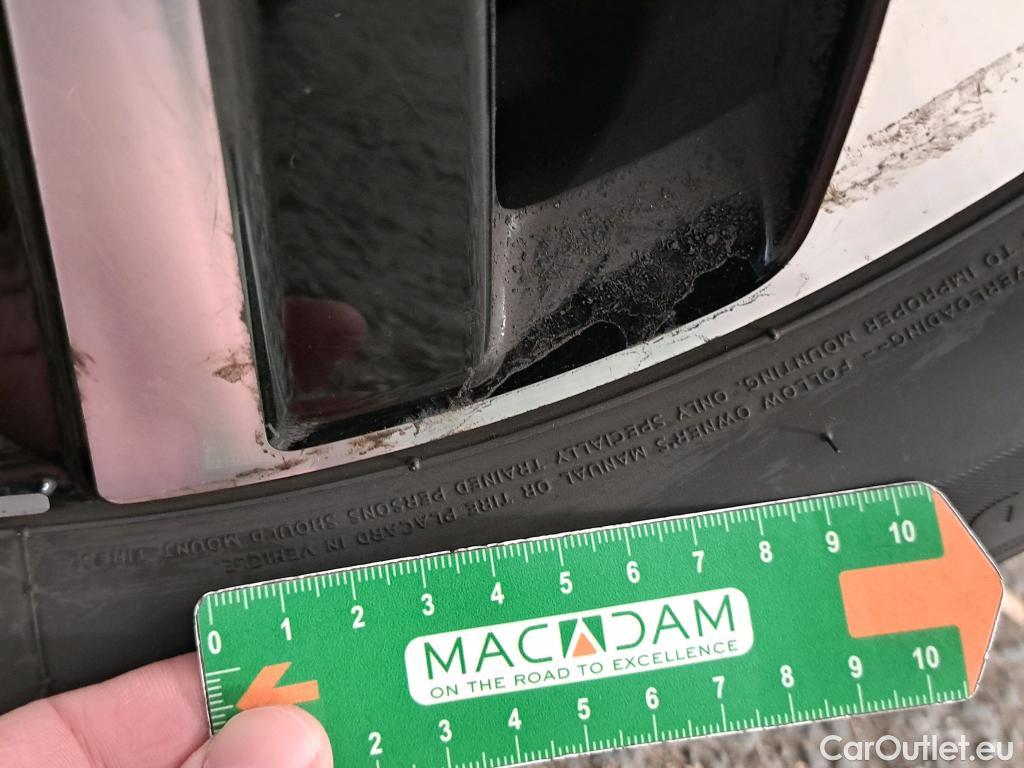 OVERLOADING-- FOLLOW OWNER'S MANUAL OR TIRE PLACARD IN VEHICLE.
TO IMPROPER MOUNTING. ONLY SPECIALLY TRAINED PERSONS SHOULD MOUNT TIRES.
0 1 2 3 4 5 6 7 8 9 10
MACADAM
ON THE ROAD TO EXCELLENCE
0 2 3 4 5 6 7 8 9 10
CarOutlet.eu